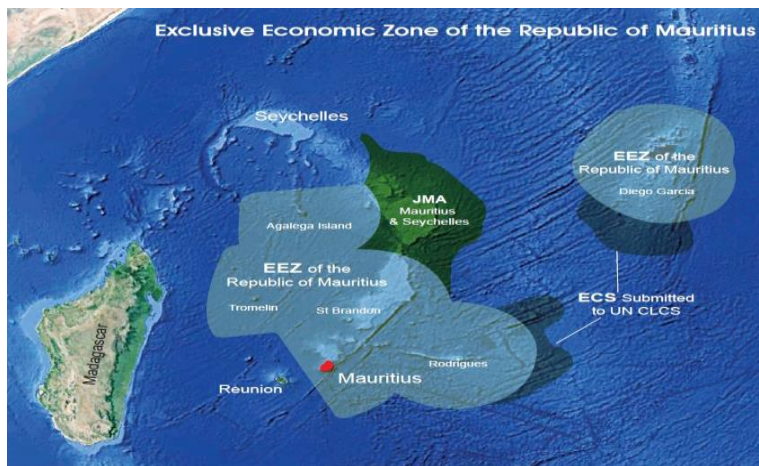 Exclusive Economic Zone of the Republic of Mauritius
Seychelles
EEZ of the
Republic of Mauritius
Diego Garcia
JMA
Mauritius
& Seychelles
Agalega Island
EEZ of the
Republic of Mauritius
Tromelin
St Brandon
ECS Submitted
to UN CLCS
Madagascar
Rodrigues
Mauritius
Réunion